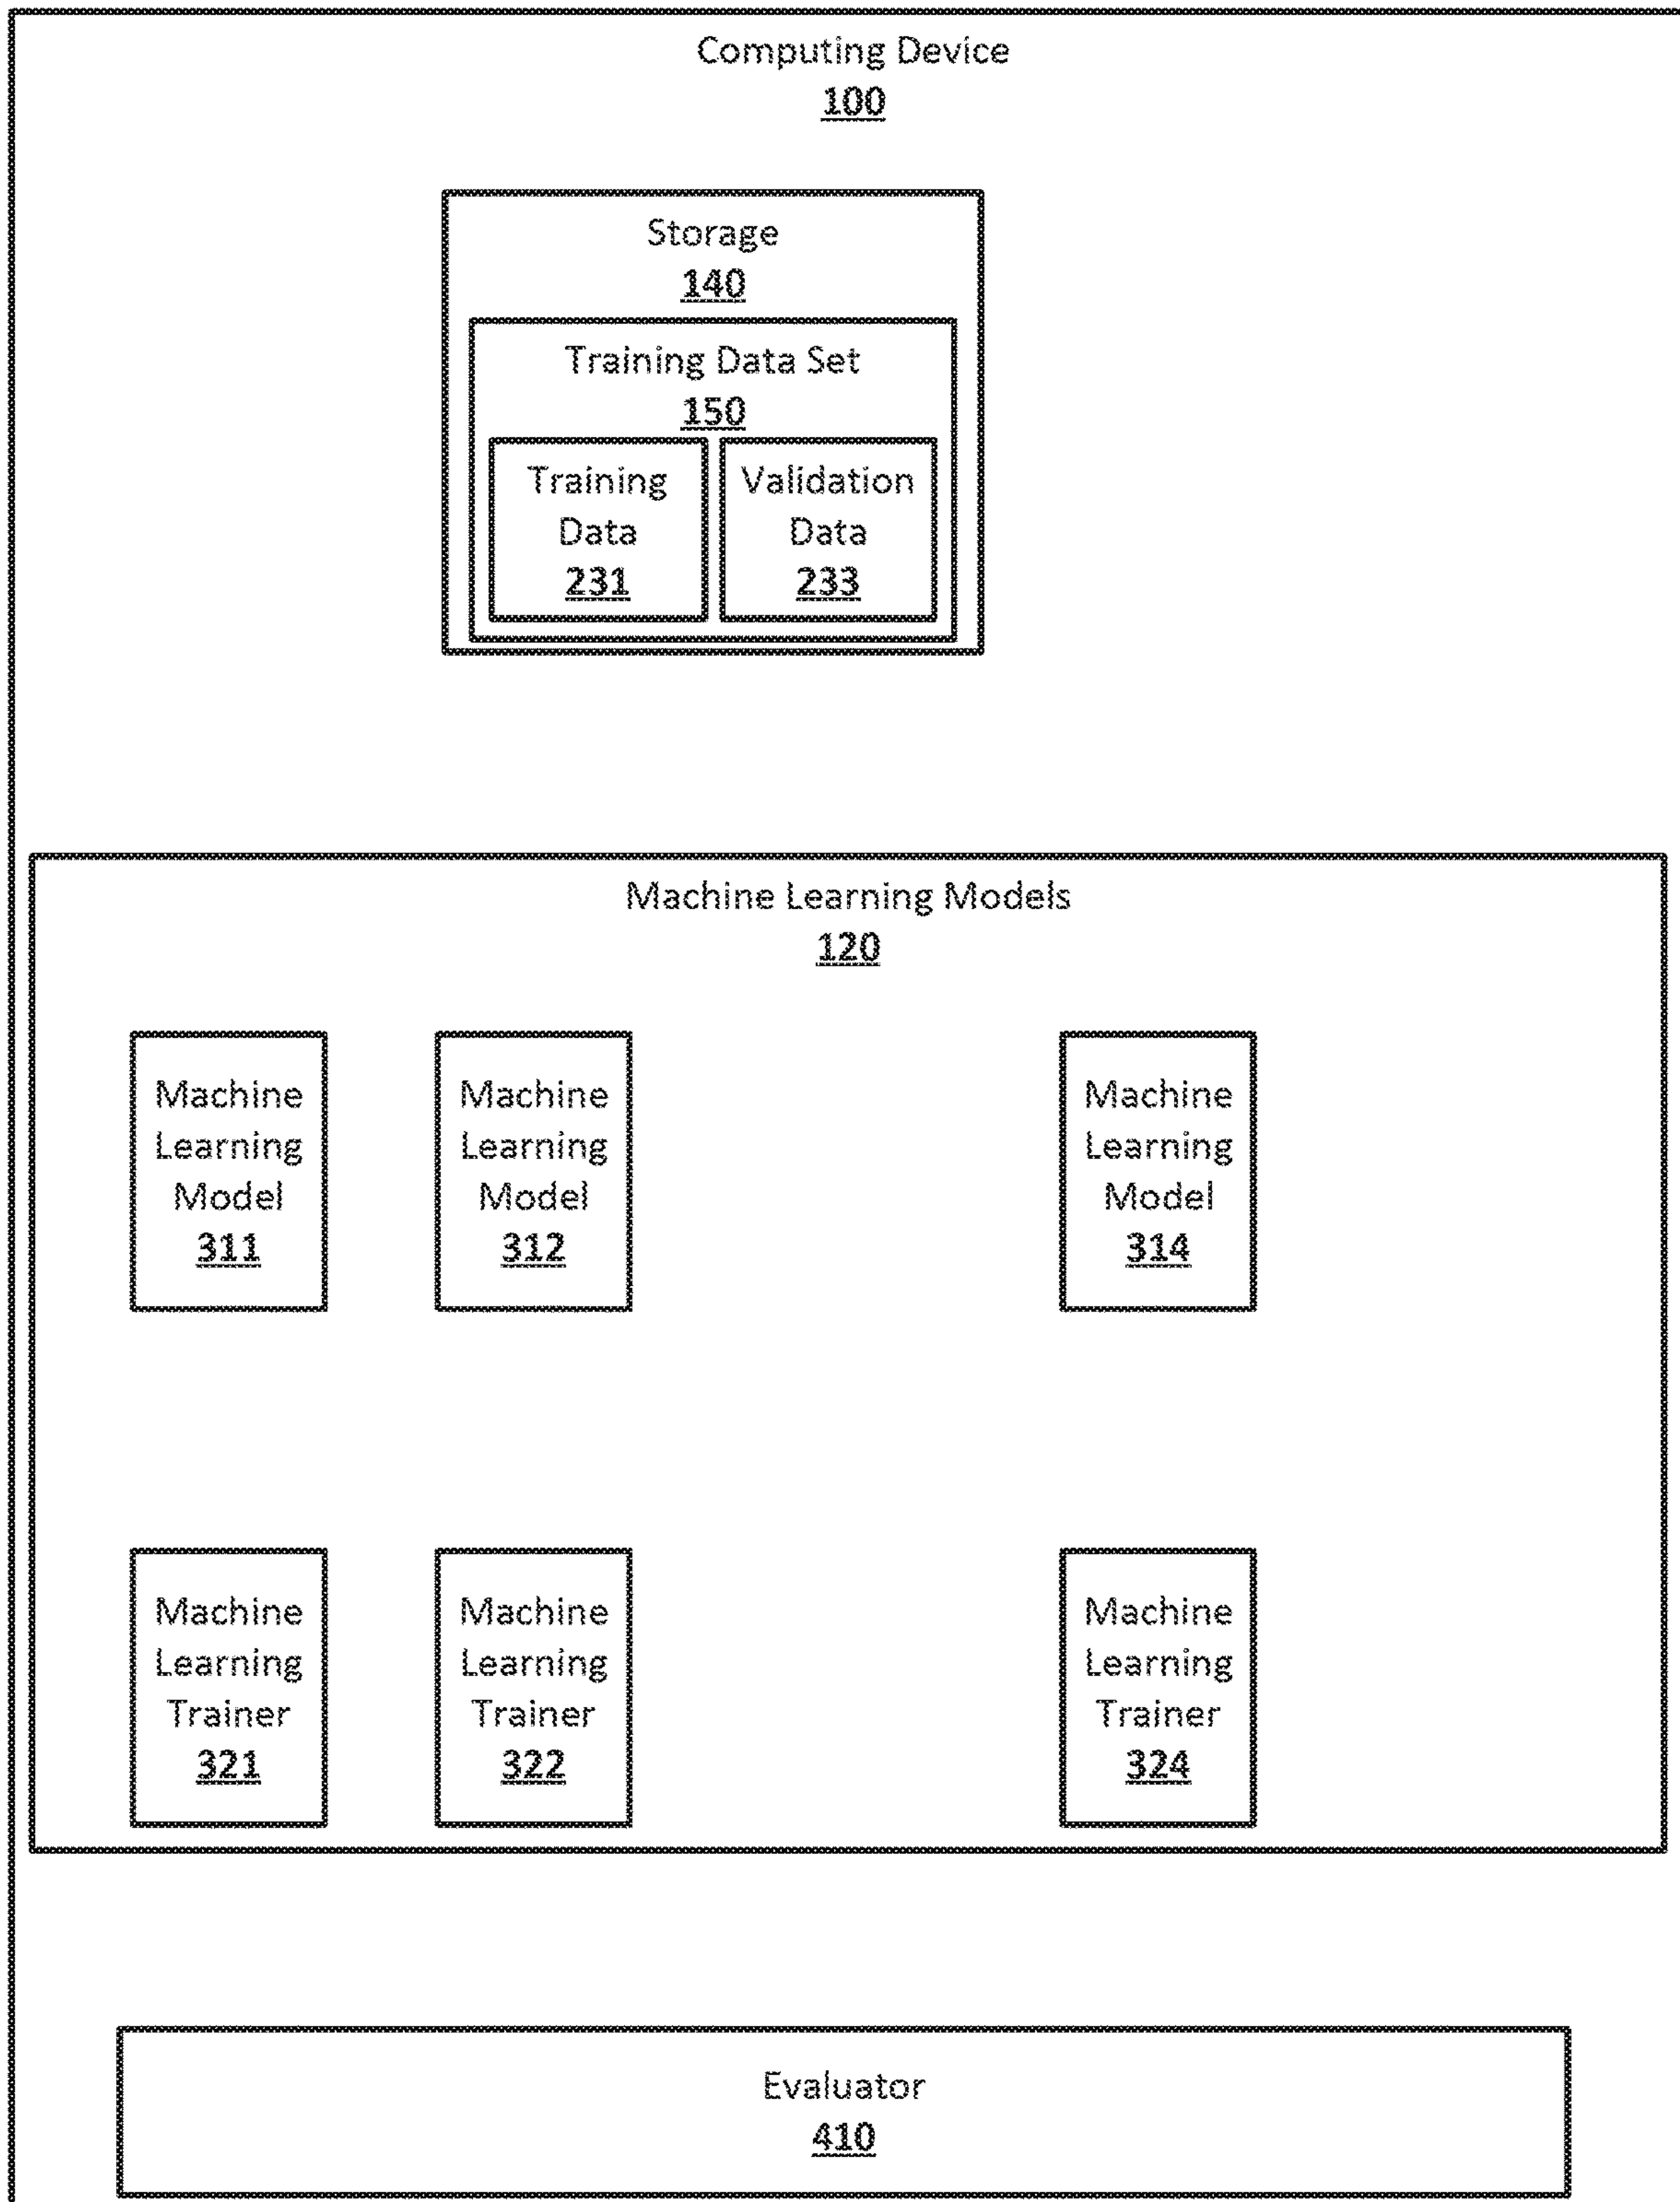 Computing Device
100
Storage
140
Training Data Set
150
Training
Data
231
Validation
Data
233
Machine Learning Models
120
Machine
Learning
Model
311
Machine
Learning
Model
312
Machine
Learning
Model
314
Machine
Learning
Trainer
321
Machine
Learning
Trainer
322
Machine
Learning
Trainer
324
Evaluator
410